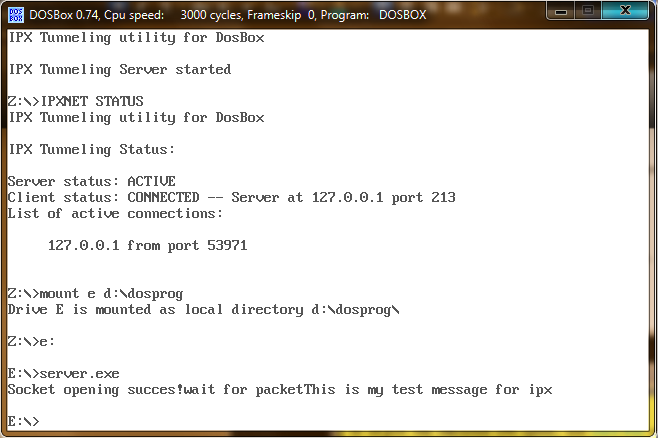 DOS BOX DOSBox 0.74, Cpu speed: 3000 cycles, Frameskip 0, Program: DOSBOX
IPX Tunneling utility for DosBox
IPX Tunneling Server started
Z:\>IPXNET STATUS
IPX Tunneling utility for DosBox
IPX Tunneling Status:
Server status: ACTIVE
Client status: CONNECTED -- Server at 127.0.0.1 port 213
List of active connections:
127.0.0.1 from port 53971
Z:\>mount e d:\dosprog
Drive E is mounted as local directory d:\dosprog\
Z:\>e:
E:\>server.exe
Socket opening succes!wait for packetThis is my test message for ipx
E:\>